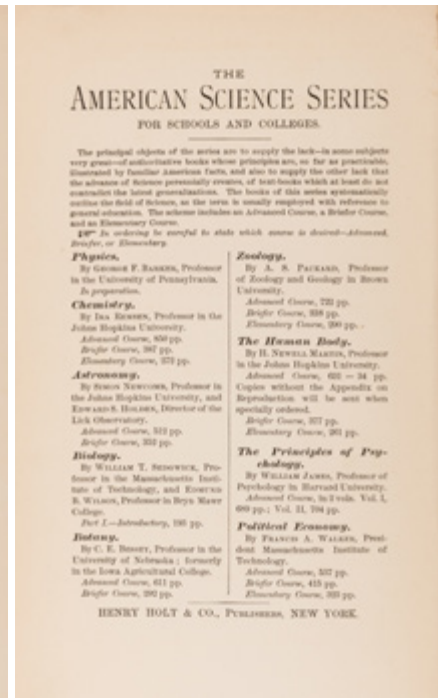 THE
AMERICAN SCIENCE SERIES
FOR SCHOOLS AND COLLEGES.
The principal objects of the series are to supply the lack—in some subjects
very great—of authoritative books whose principles are, so far as practicable,
illustrated by familiar American facts, and also to supply the other lack that
the advance of Science perennially creates, of text-books which at least do not
contradict the latest generalizations. The books of this series systematically
outline the field of Science, as the term is usually employed with reference to
general education. The scheme includes an Advanced Course, a Briefer Course,
and an Elementary Course.
In ordering be careful to state which course is desired—Advanced,
Briefer, or Elementary.
Physics.
By GEORGE F. BARKER, Professor
in the University of Pennsylvania.
In preparation.
Chemistry.
By IRA REMSEN, Professor in the
Johns Hopkins University.
Advanced Course, 850 pp.
Briefer Course, 387 pp.
Elementary Course, 272 pp.
Astronomy.
By SIMON NEWCOMB, Professor in
the Johns Hopkins University, and
EDWARD S. HOLDEN, Director of the
Lick Observatory.
Advanced Course, 512 pp.
Briefer Course, 352 pp.
Biology.
By WILLIAM T. SEDGWICK, Pro-
fessor in the Massachusetts Insti-
tute of Technology, and EDMUND
B. WILSON, Professor in Bryn Mawr
College.
Part I.—Introductory, 193 pp.
Botany.
By C. E. BESSEY, Professor in the
University of Nebraska; formerly
in the Iowa Agricultural College.
Advanced Course, 611 pp.
Briefer Course, 292 pp.
Zoology.
By A. S. PACKARD, Professor
of Zoology and Geology in Brown
University.
Advanced Course, 722 pp.
Briefer Course, 338 pp.
Elementary Course, 290 pp.
The Human Body.
By H. NEWELL MARTIN, Professor
in the Johns Hopkins University.
Advanced Course, 621 + 34 pp.
Copies without the Appendix on
Reproduction will be sent when
specially ordered.
Briefer Course, 377 pp.
Elementary Course, 261 pp.
The Principles of Psy-
chology.
By WILLIAM JAMES, Professor of
Psychology in Harvard University.
Advanced Course, in 2 vols. Vol. I,
689 pp.; Vol. II, 704 pp.
Political Economy.
By FRANCIS A. WALKER, Presi-
dent Massachusetts Institute of
Technology.
Advanced Course, 537 pp.
Briefer Course, 415 pp.
Elementary Course, 323 pp.
HENRY HOLT & CO., PUBLISHERS, NEW YORK.